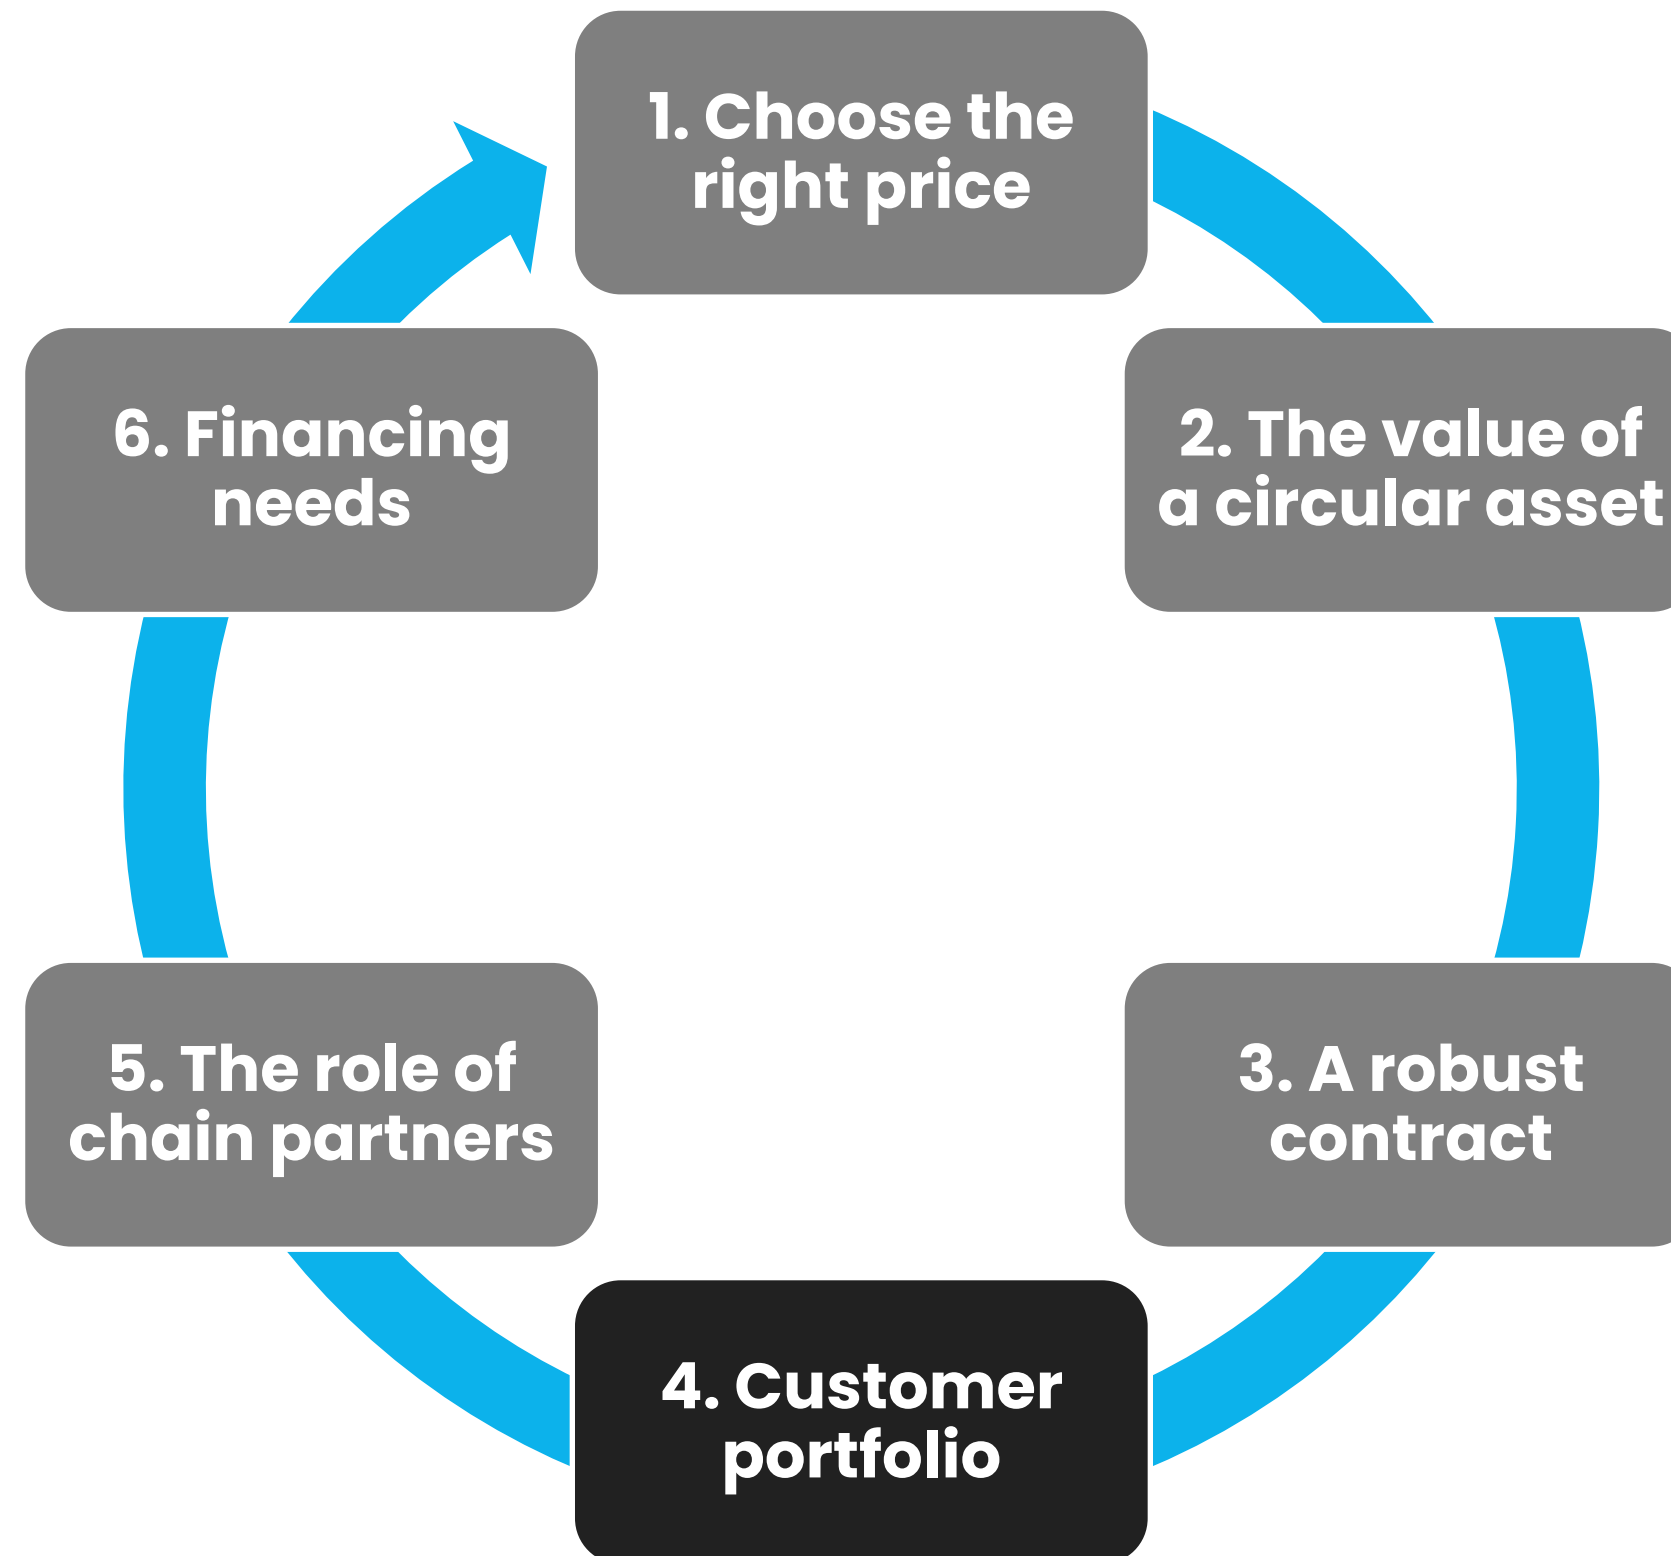 1. Choose the
right price
2. The value of
a circular asset
3. A robust
contract
4. Customer
portfolio
5. The role of
chain partners
6. Financing
needs